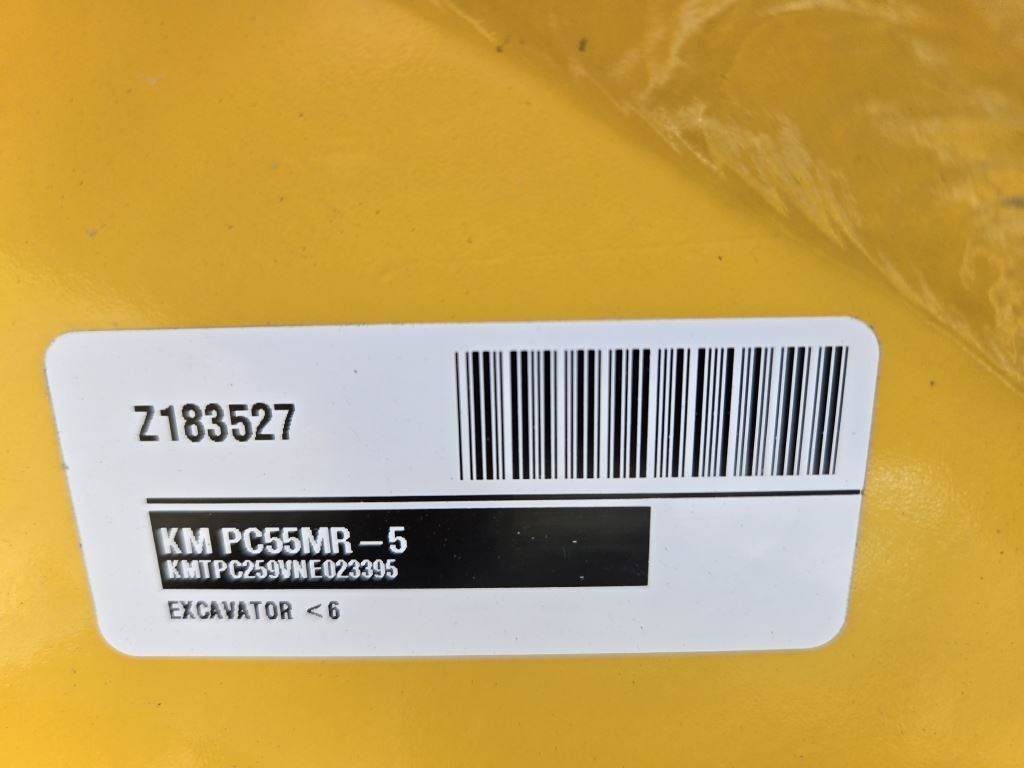 Z183527
KM PC55MR-5
KMTPC259VNE023395
EXCAVATOR <6